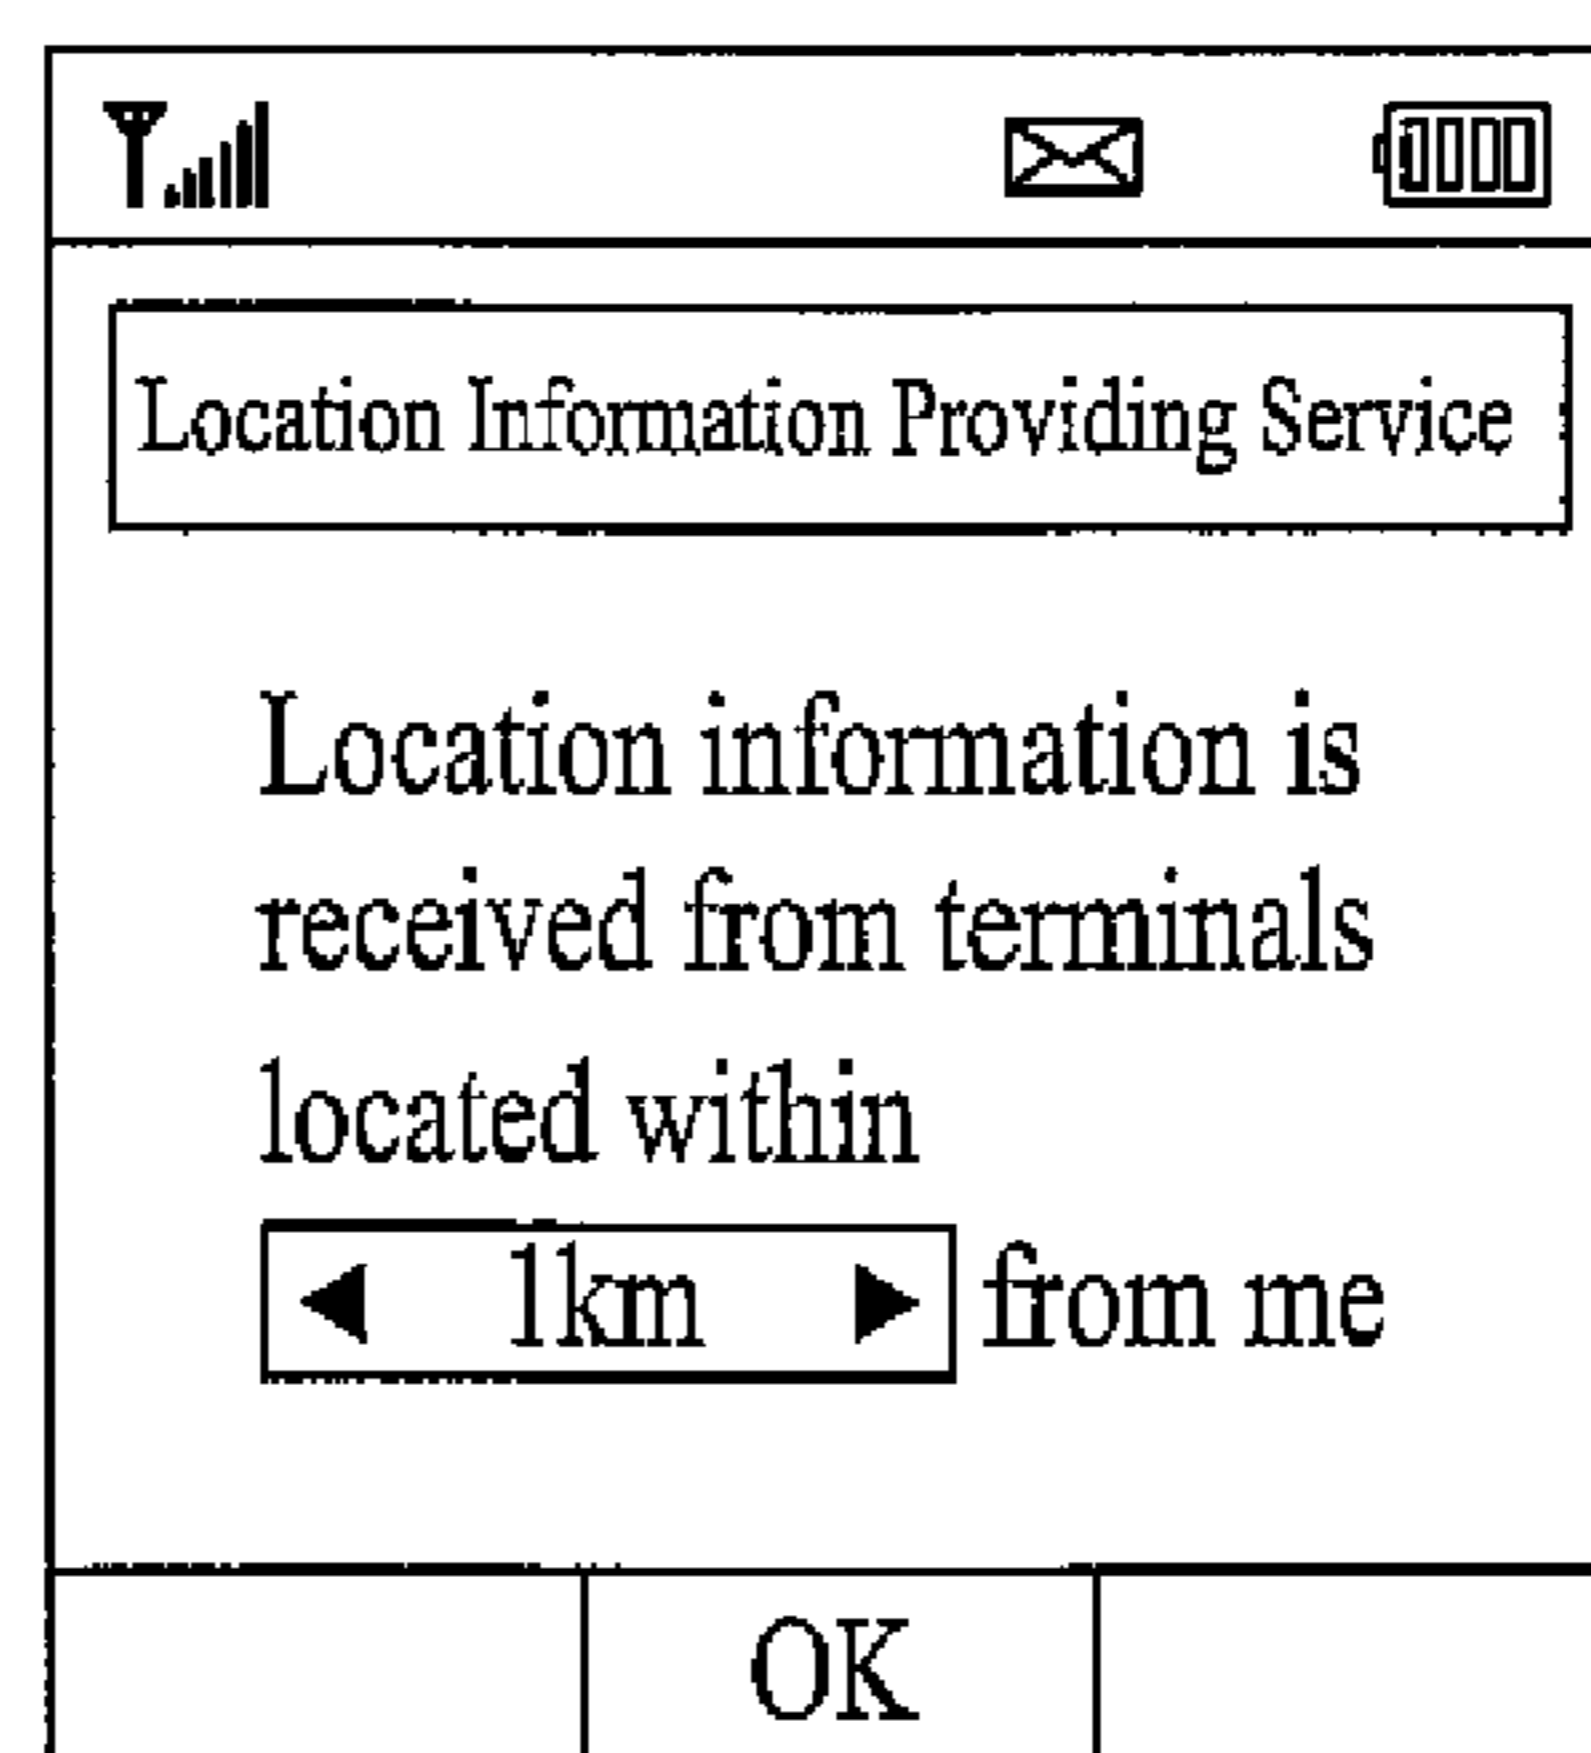 Location Information Providing Service
Location information is
received from terminals
located within
◀ 1km ▶ from me
OK